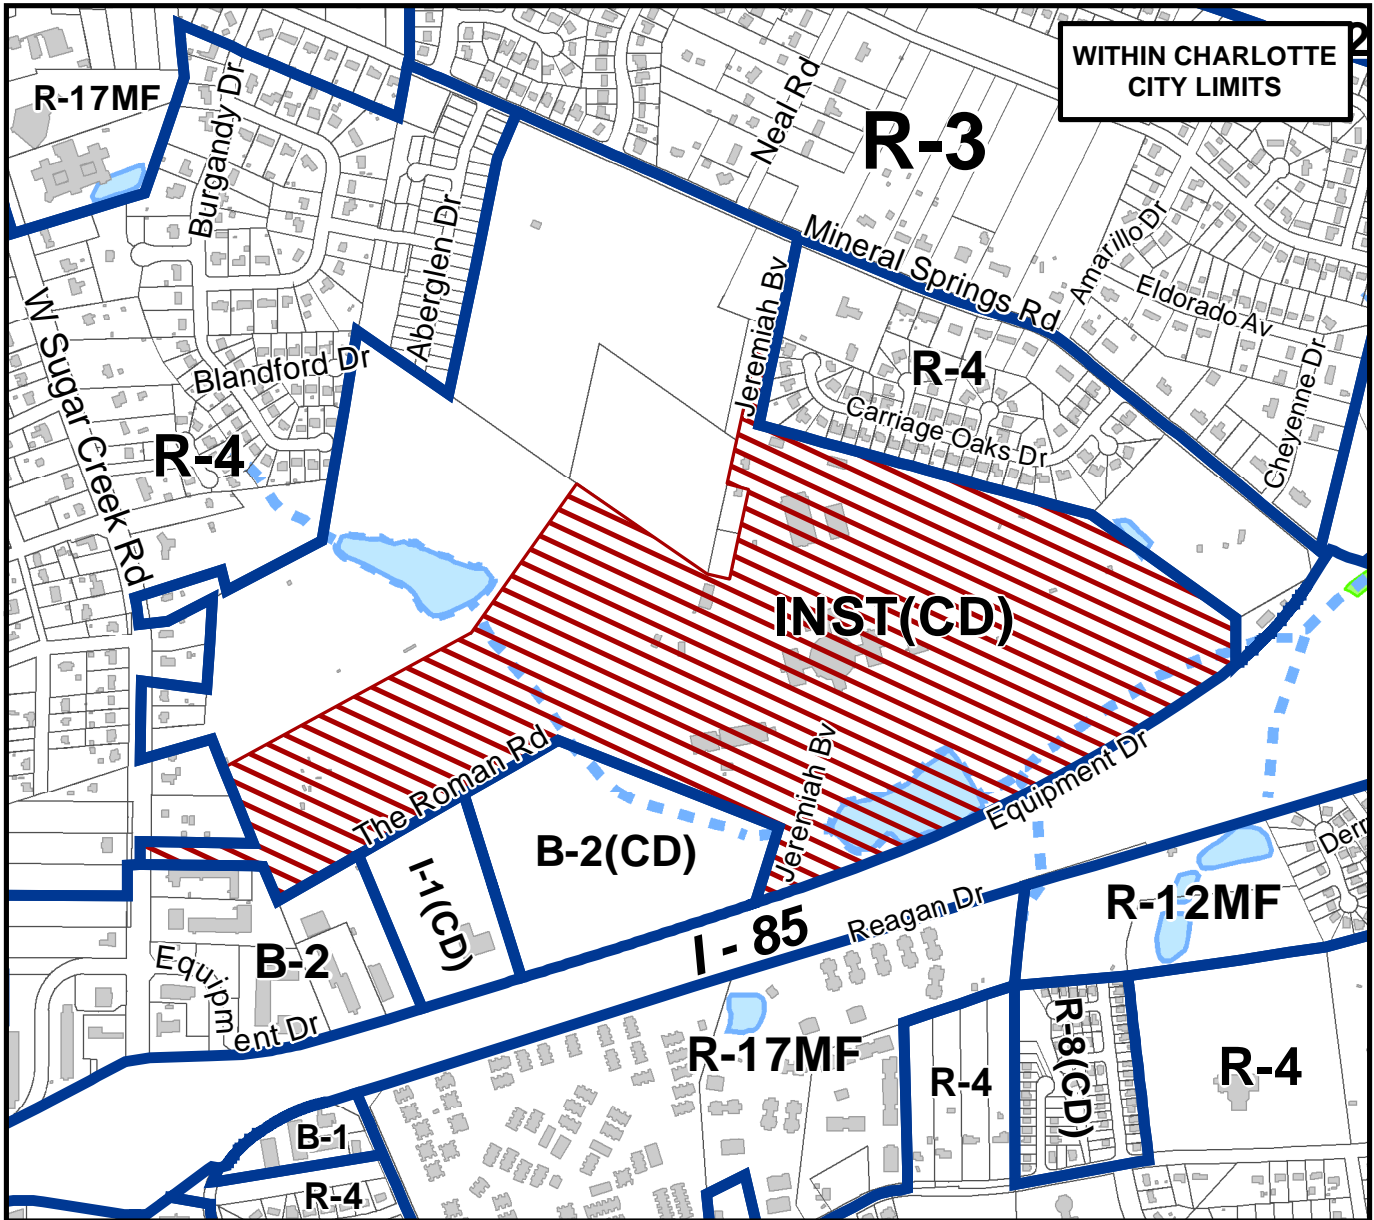 WITHIN CHARLOTTE
CITY LIMITS
2
R-17MF
Burgandy Dr
Neal Rd
R-3
Aberglen Dr
Mineral Springs Rd
Amarillo Dr
Eldorado Av
Cheyenne Dr
W Sugar Creek Rd
Blandford Dr
Jeremiah Bv
R-4
Carriage Oaks Dr
R-4
INST(CD)
The Roman Rd
Jeremiah Bv
Equipment Dr
B-2(CD)
I-1(CD)
B-2
Equipment Dr
I - 85
Reagan Dr
R-12MF
Derr
R-17MF
R-4
R-8(CD)
R-4
B-1
R-4